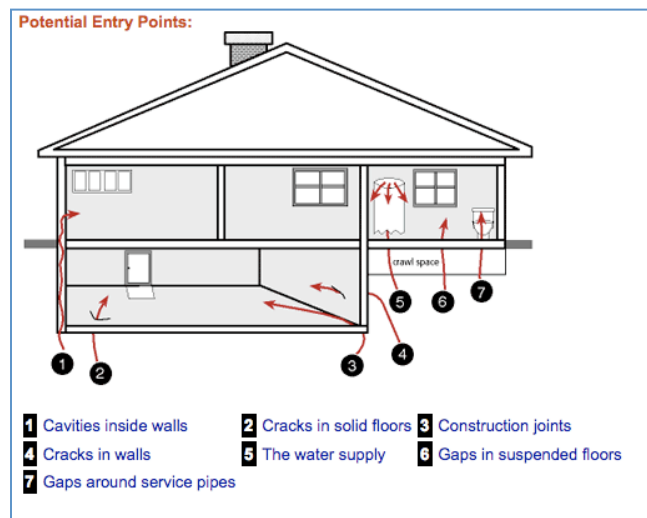 Potential Entry Points:
crawl space
1 2 3 4 5 6 7
1 Cavities inside walls 2 Cracks in solid floors 3 Construction joints
4 Cracks in walls 5 The water supply 6 Gaps in suspended floors
7 Gaps around service pipes